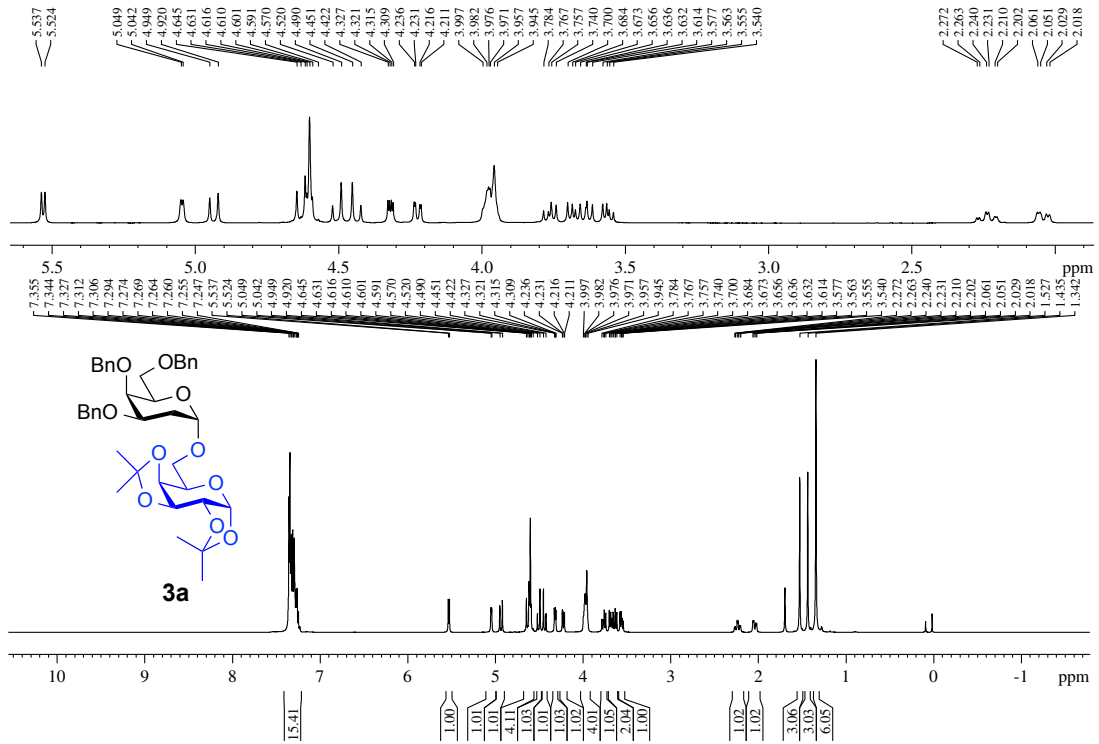 5.537 5.524 5.049 5.042 4.949 4.920 4.645 4.631 4.616 4.610 4.601 4.591 4.570 4.520 4.490 4.451 4.422 4.327 4.321 4.315 4.309 4.236 4.231 4.216 4.211 3.997 3.982 3.976 3.971 3.957 3.945 3.784 3.767 3.757 3.740 3.700 3.684 3.673 3.656 3.636 3.632 3.614 3.577 3.563 3.555 3.540 2.272 2.263 2.240 2.231 2.210 2.202 2.061 2.051 2.029 2.018
5.5 5.0 4.5 4.0 3.5 3.0 2.5 ppm
7.355 7.344 7.327 7.312 7.306 7.294 7.274 7.269 7.264 7.260 7.255 7.247 5.537 5.524 5.049 5.042 4.949 4.920 4.645 4.631 4.616 4.610 4.601 4.591 4.570 4.520 4.490 4.451 4.422 4.327 4.321 4.315 4.309 4.236 4.231 4.216 4.211 3.997 3.982 3.976 3.971 3.957 3.945 3.784 3.767 3.757 3.740 3.700 3.684 3.673 3.656 3.636 3.632 3.614 3.577 3.563 3.555 3.540 2.272 2.263 2.240 2.231 2.210 2.202 2.061 2.051 2.029 2.018 1.527 1.435 1.342
BnO OBn
O
BnO
O
O
O
O
O
O
3a
10 9 8 7 6 5 4 3 2 1 0 -1 ppm
15.41 1.00 1.01 1.01 4.11 1.03 1.01 1.03 1.02 4.01 1.05 2.04 1.00 1.02 1.02 3.06 3.03 6.05